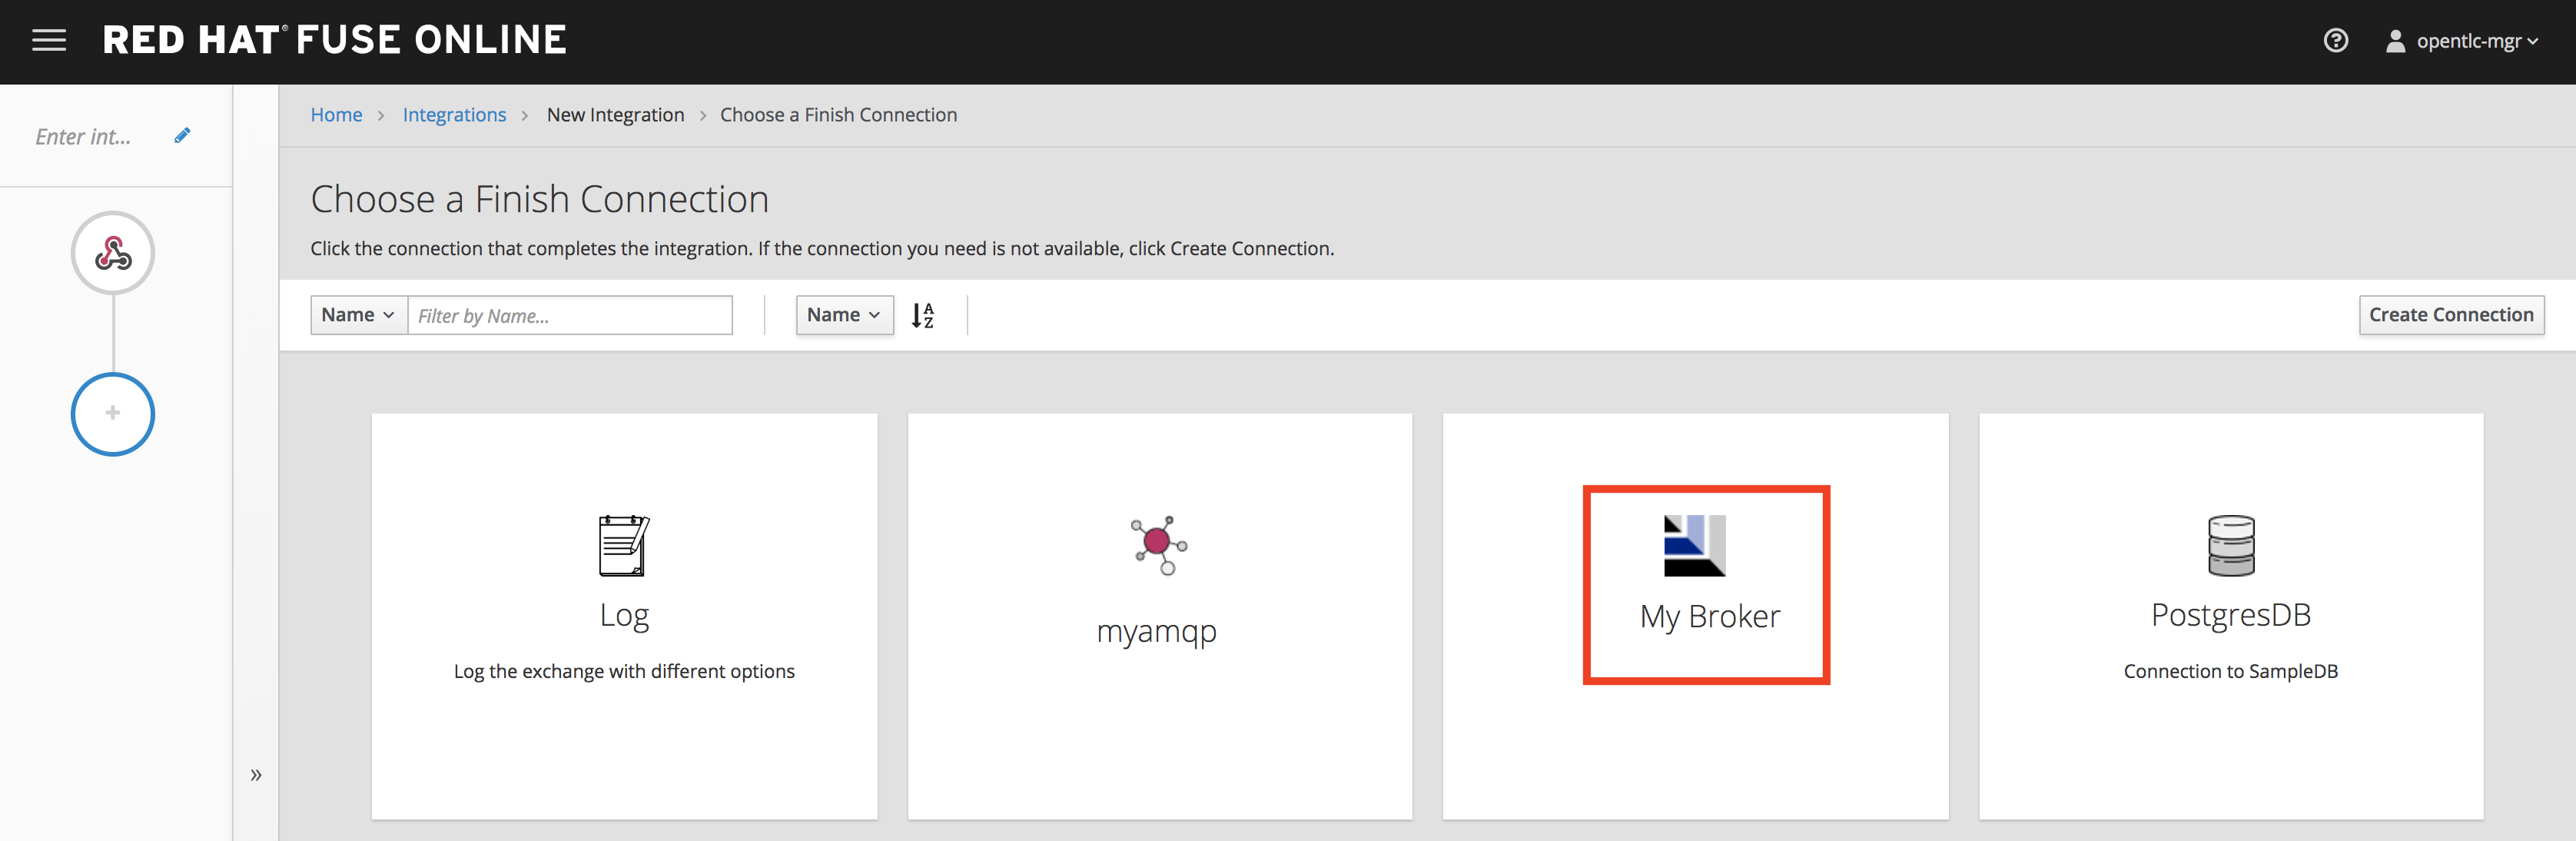 RED HAT® FUSE ONLINE
opentlc-mgr
Enter int...
Home > Integrations > New Integration > Choose a Finish Connection
Choose a Finish Connection
Click the connection that completes the integration. If the connection you need is not available, click Create Connection.
Name Filter by Name... Name A Z Create Connection
Log
Log the exchange with different options
myamqp
My Broker
PostgresDB
Connection to SampleDB